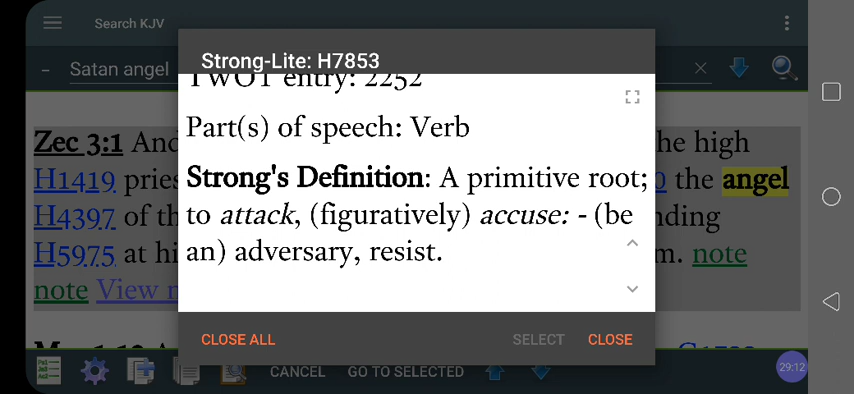 Search KJV
Strong-Lite: H7853
- Satan angel
TWOT entry: 2252
Part(s) of speech: Verb
Strong's Definition: A primitive root;
to attack, (figuratively) accuse: - (be
an) adversary, resist.
Zec 3:1 And he high
H1419 pries 0 the angel
H4397 of th nding
H5975 at hi m. note
note View
CLOSE ALL SELECT CLOSE
CANCEL GO TO SELECTED
29:12